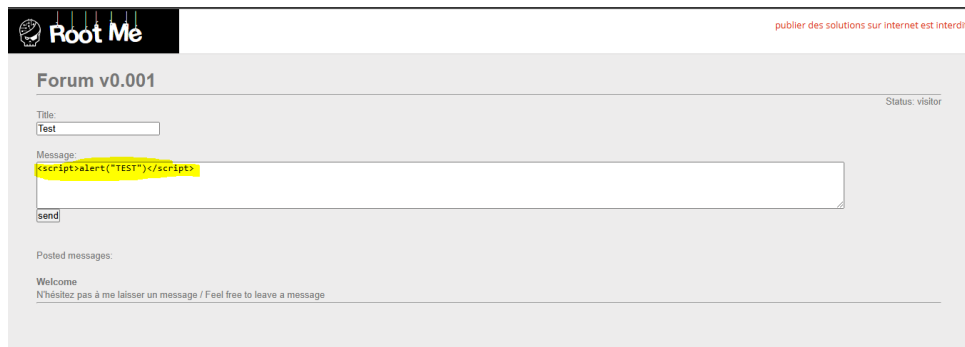 Root Me
publier des solutions sur internet est interdi
Forum v0.001
Status: visitor
Title:
Test
Message:
<script>alert("TEST")</script>
send
Posted messages:
Welcome
N'hésitez pas à me laisser un message / Feel free to leave a message